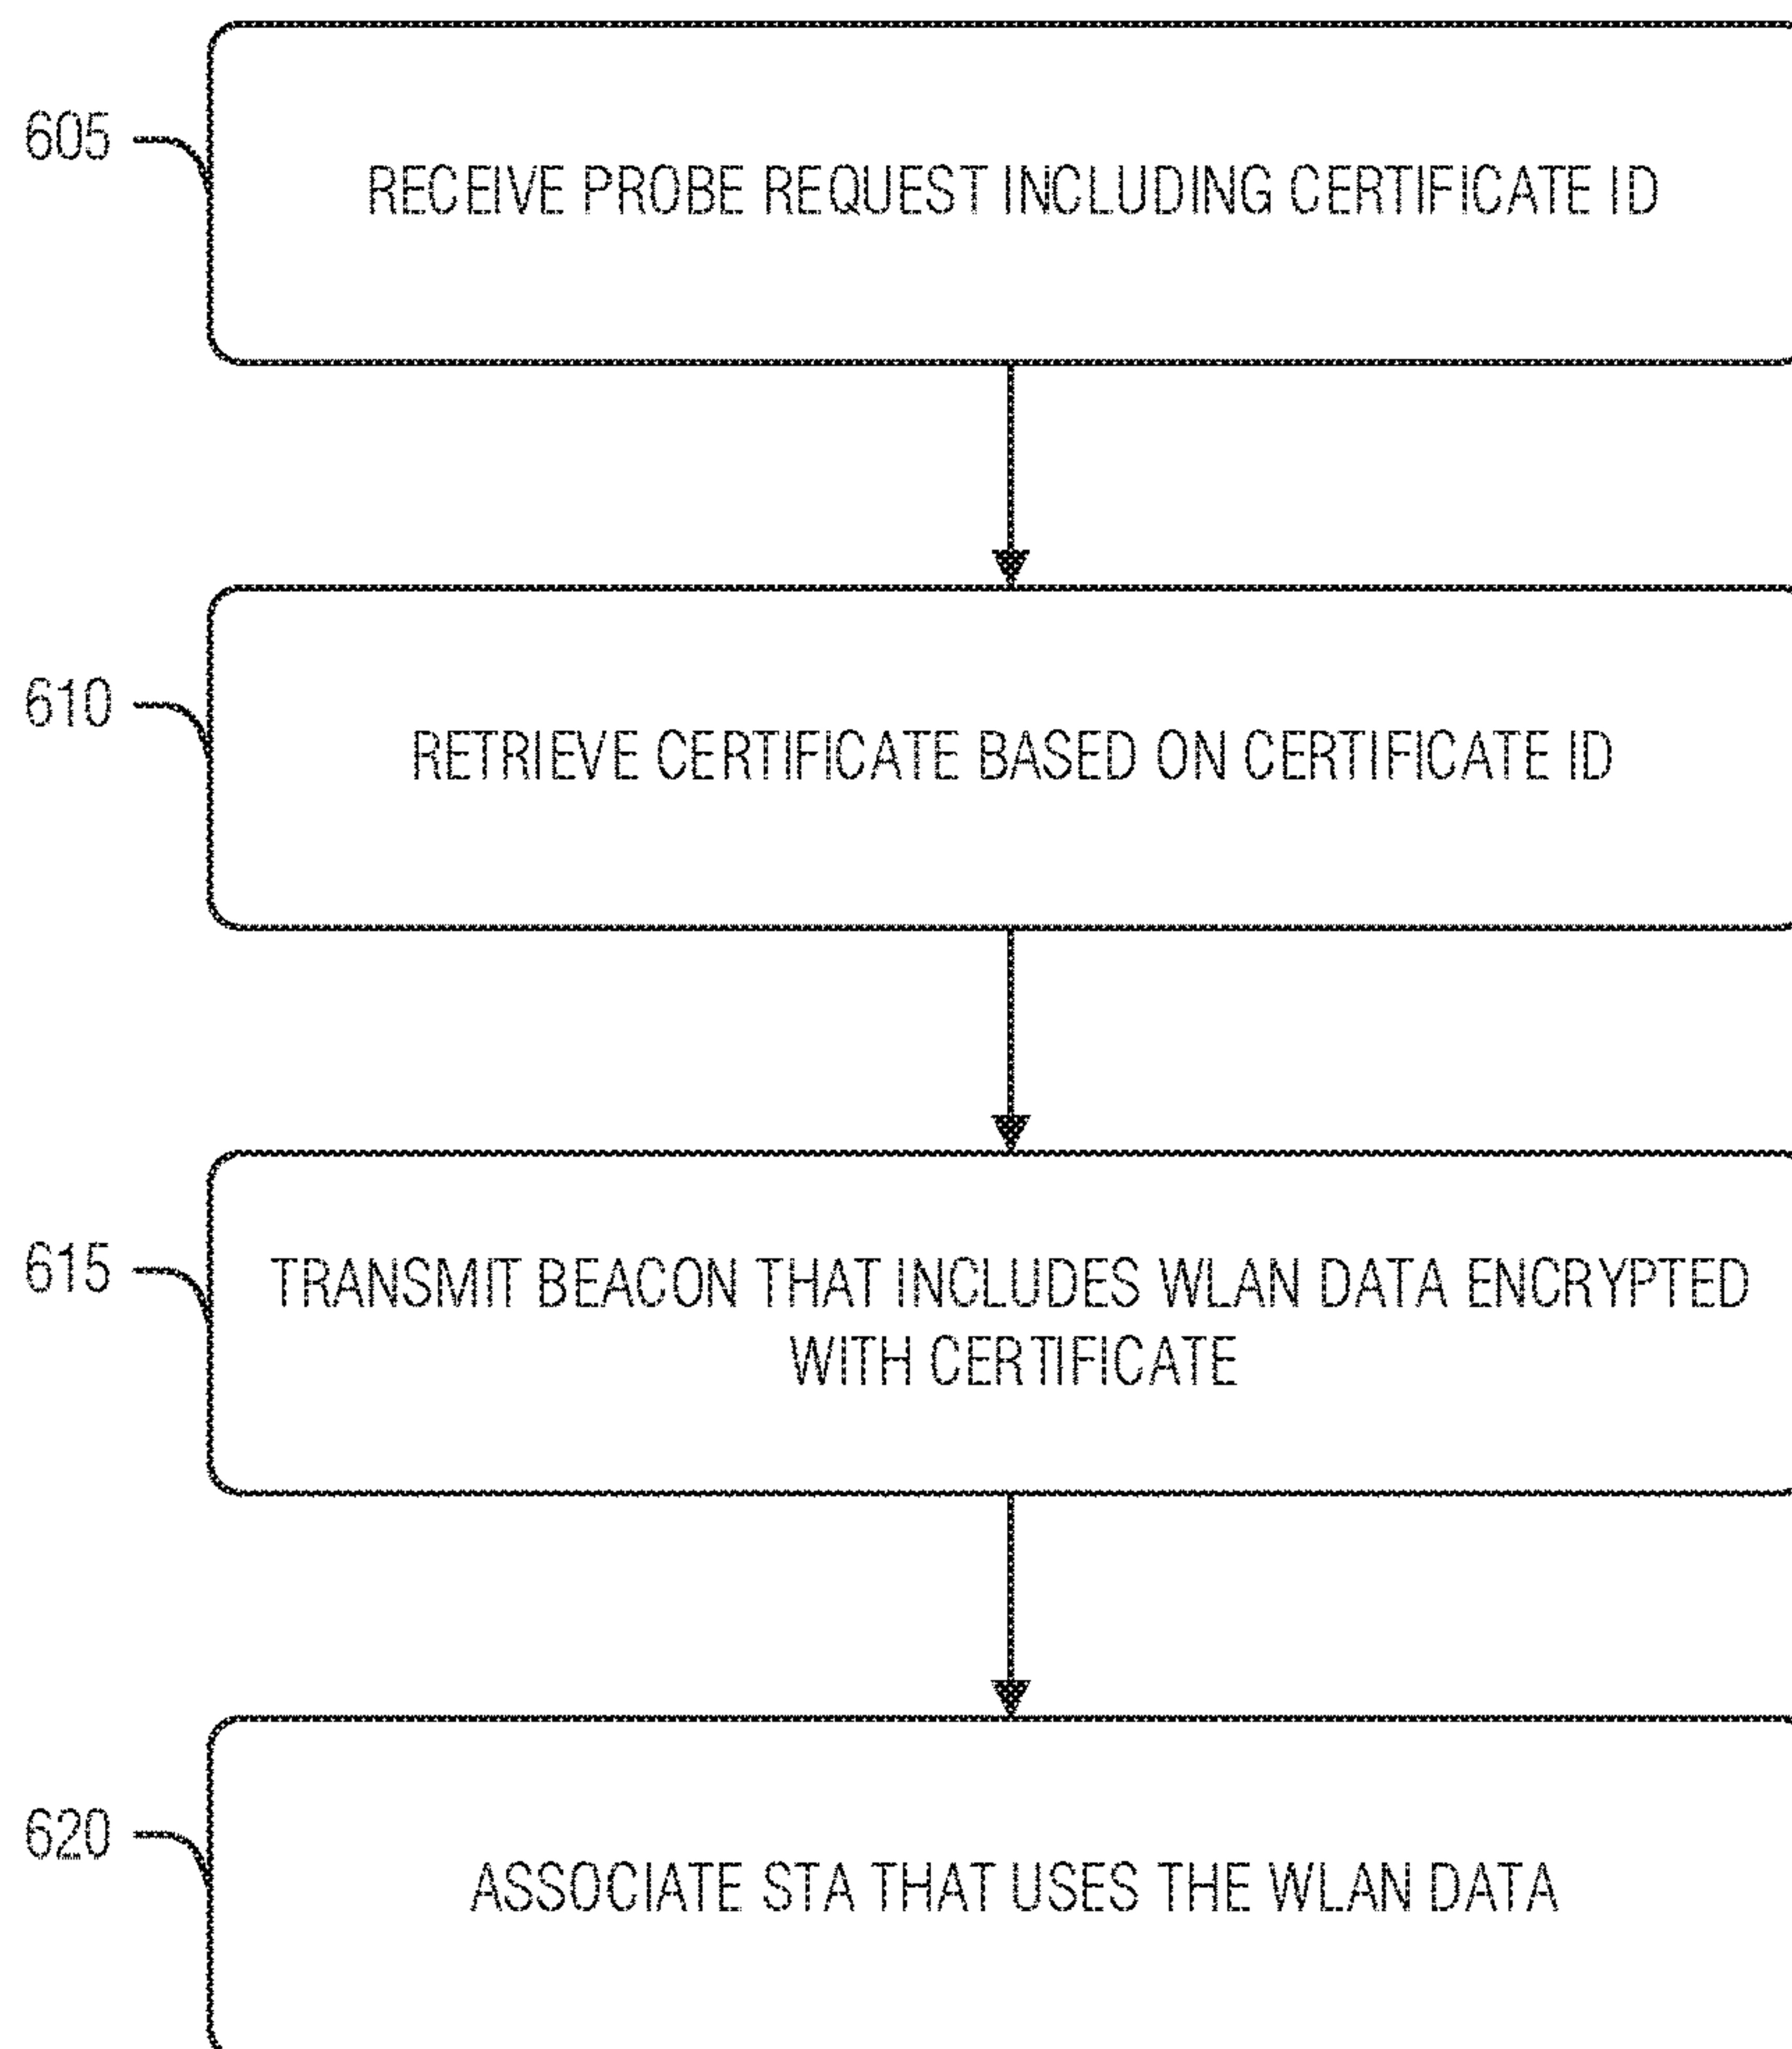 605
RECEIVE PROBE REQUEST INCLUDING CERTIFICATE ID
610
RETRIEVE CERTIFICATE BASED ON CERTIFICATE ID
615
TRANSMIT BEACON THAT INCLUDES WLAN DATA ENCRYPTED
WITH CERTIFICATE
620
ASSOCIATE STA THAT USES THE WLAN DATA